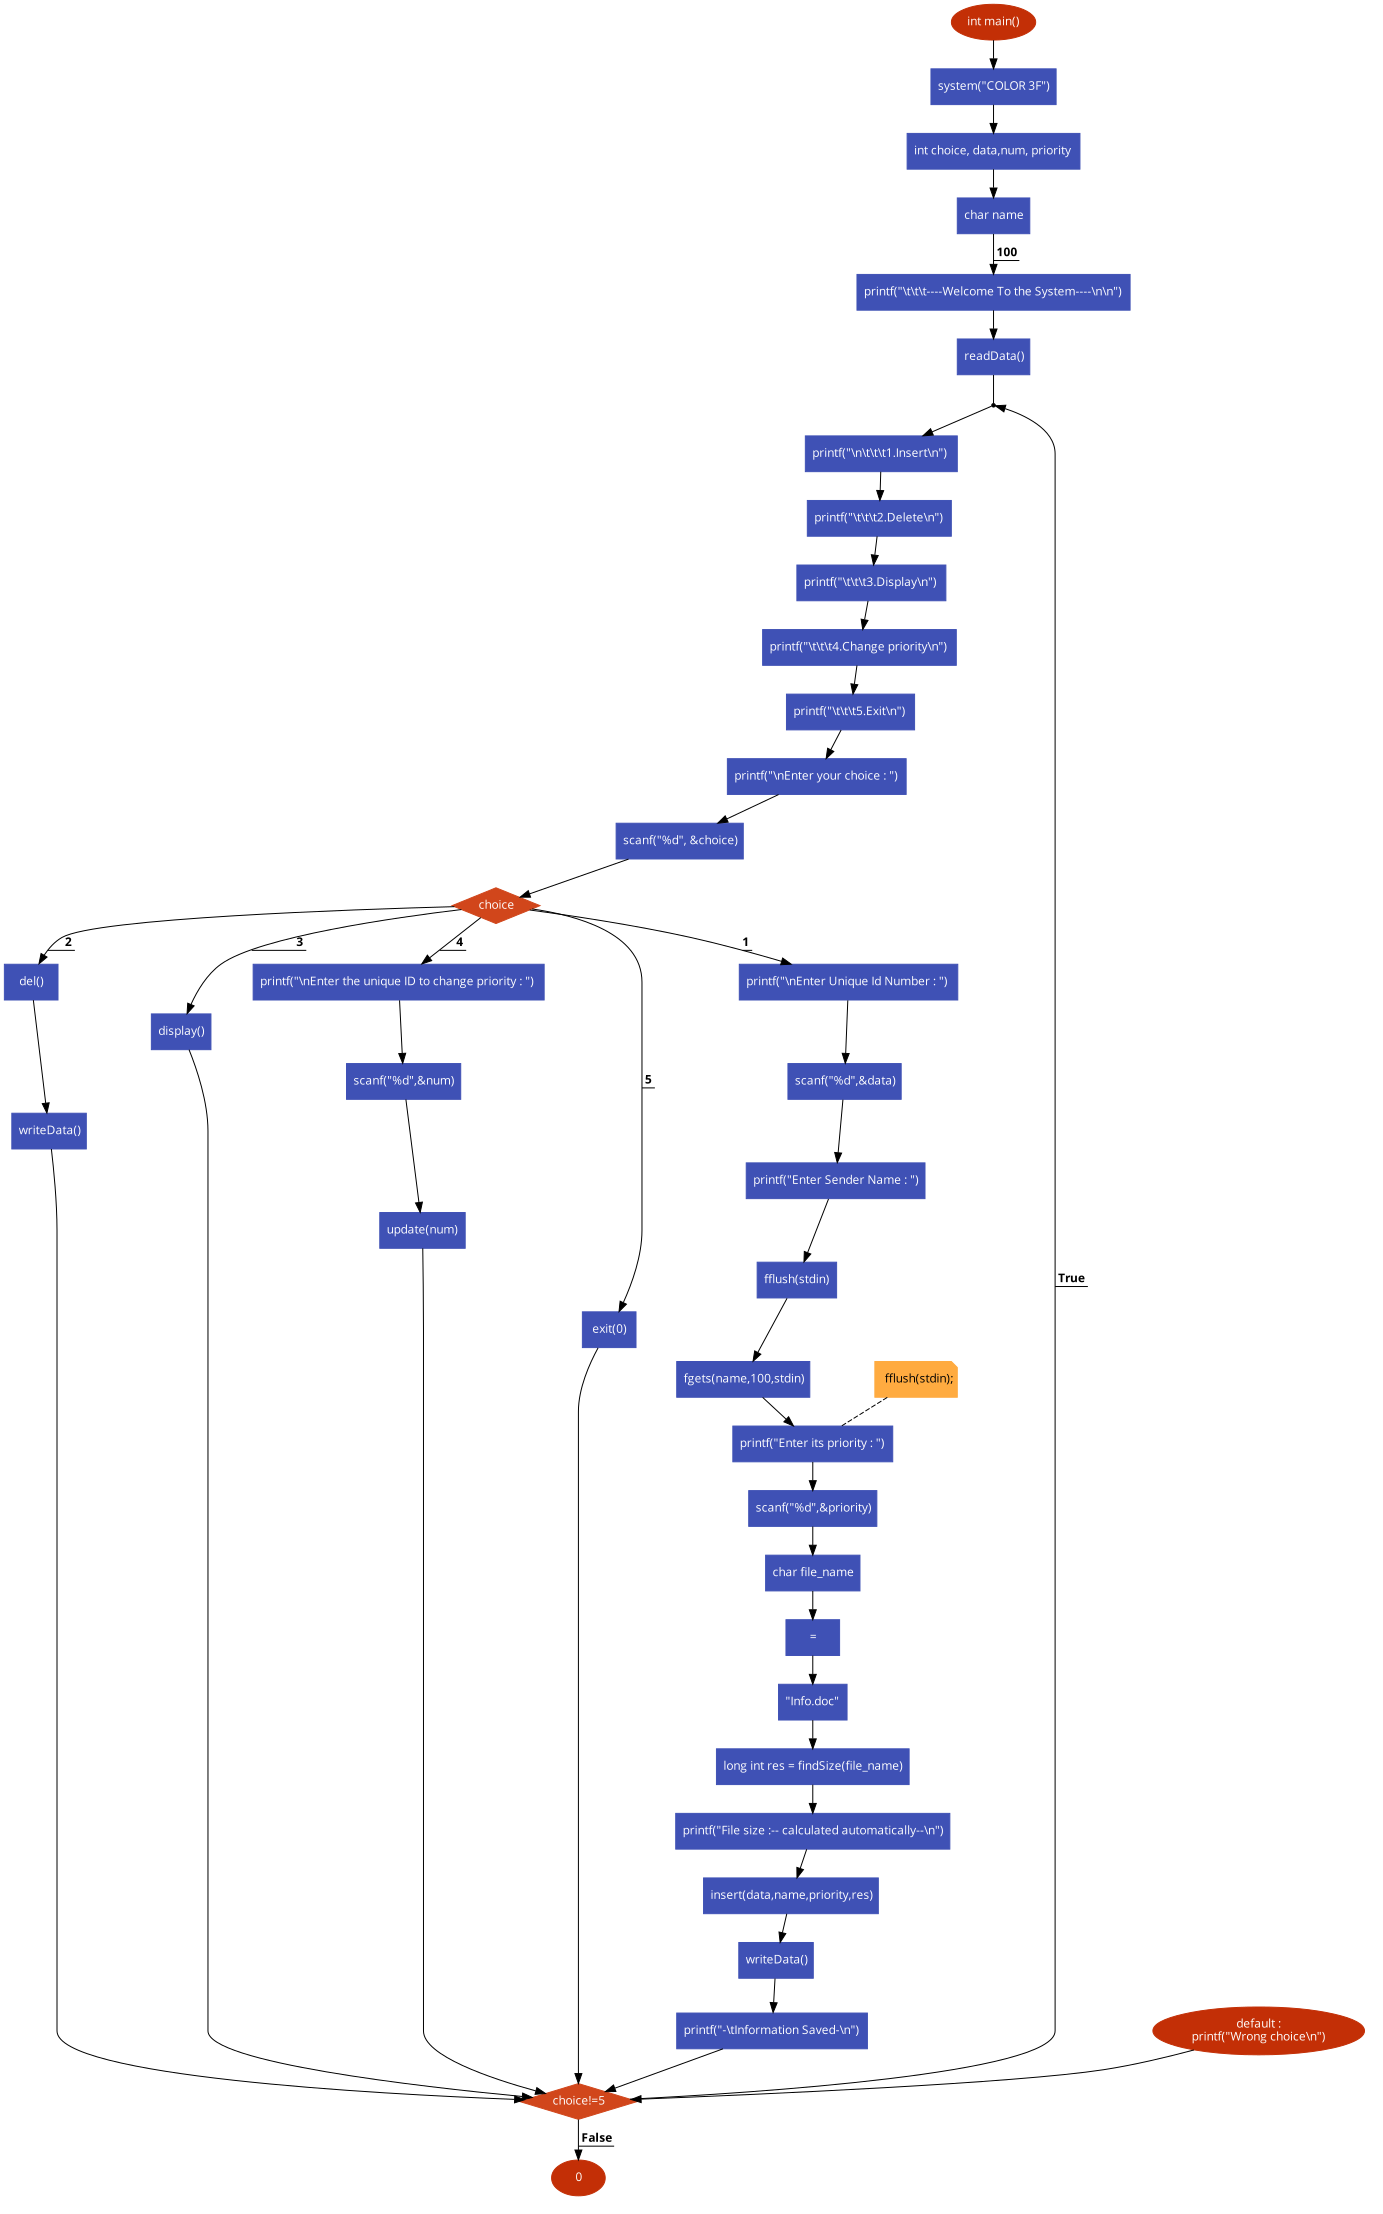 int main()
system("COLOR 3F")
int choice, data,num, priority
char name
100
printf("\t\t\t----Welcome To the System----\n\n")
readData()
printf("\n\t\t\t1.Insert\n")
printf("\t\t\t2.Delete\n")
printf("\t\t\t3.Display\n")
printf("\t\t\t4.Change priority\n")
printf("\t\t\t5.Exit\n")
printf("\nEnter your choice : ")
scanf("%d", &choice)
choice
2
3
4
1
del()
printf("\nEnter the unique ID to change priority : ")
printf("\nEnter Unique Id Number : ")
display()
scanf("%d",&num)
5
scanf("%d",&data)
writeData()
printf("Enter Sender Name : ")
update(num)
fflush(stdin)
True
exit(0)
fgets(name,100,stdin)
fflush(stdin);
printf("Enter its priority : ")
scanf("%d",&priority)
char file_name
=
"Info.doc"
long int res = findSize(file_name)
printf("File size :-- calculated automatically--\n")
insert(data,name,priority,res)
writeData()
printf("-\tInformation Saved-\n")
default :
printf("Wrong choice\n")
choice!=5
False
0